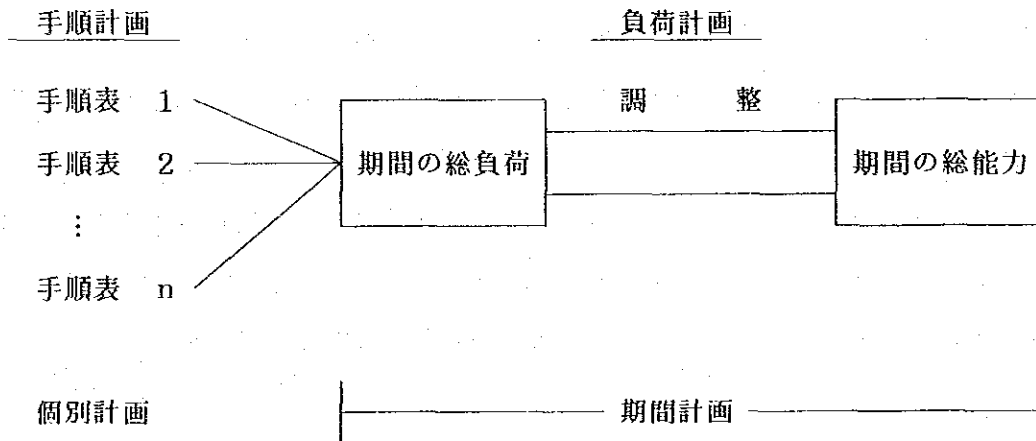 手順計画 負荷計画
手順表 1 調 整
手順表 2 期間の総負荷 期間の総能力
⋮
手順表 n
個別計画 期間計画